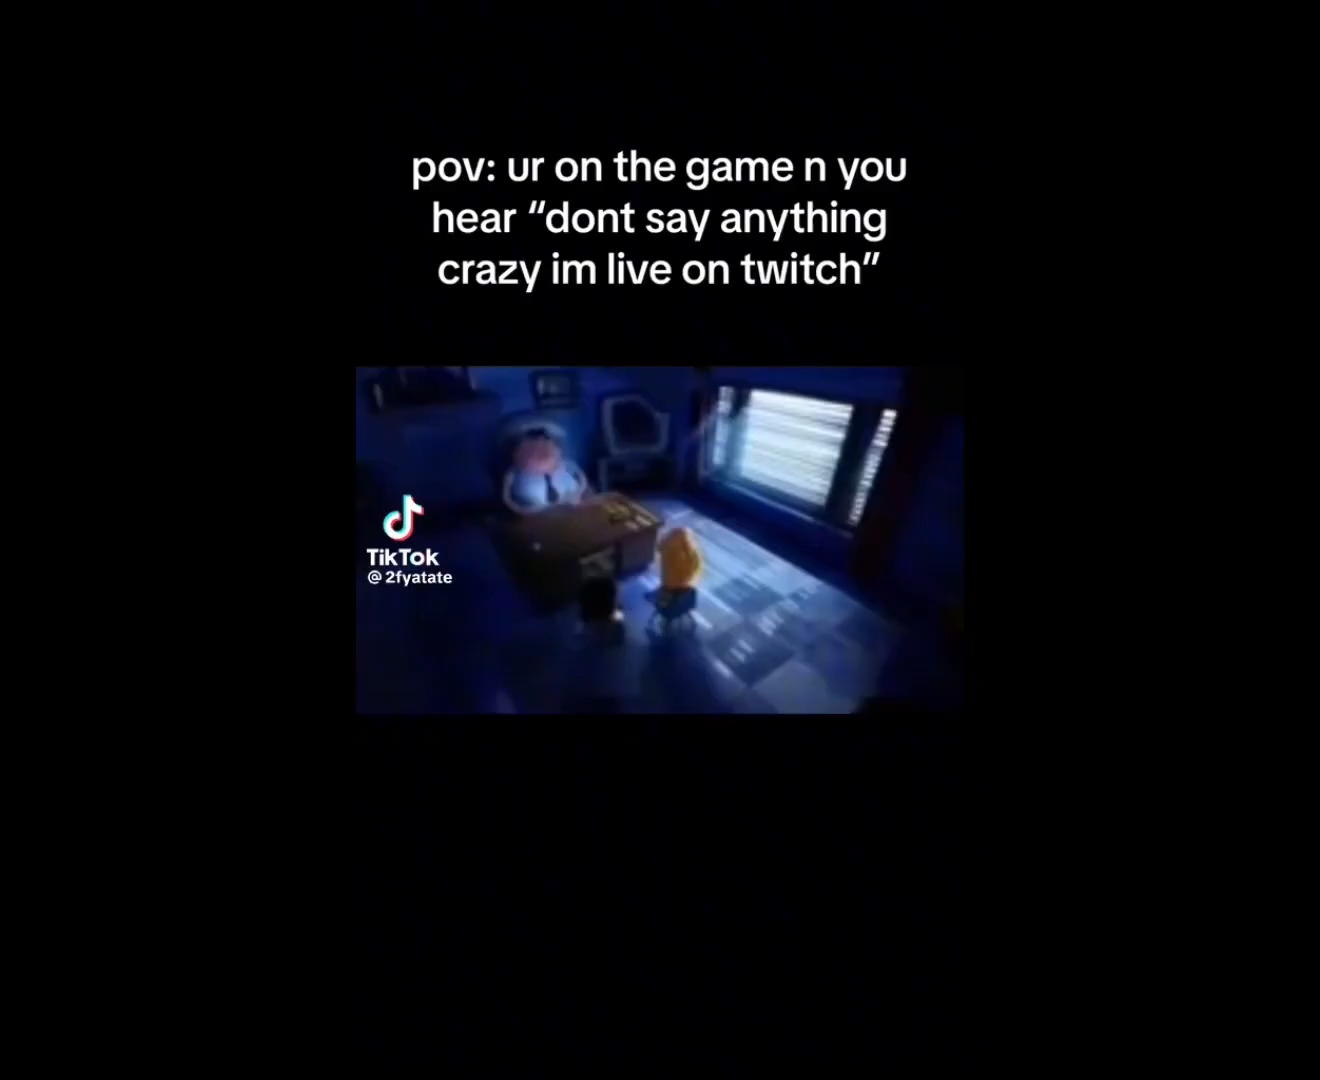 pov: ur on the game n you
hear “dont say anything
crazy im live on twitch”
TikTok
@ 2fyatate